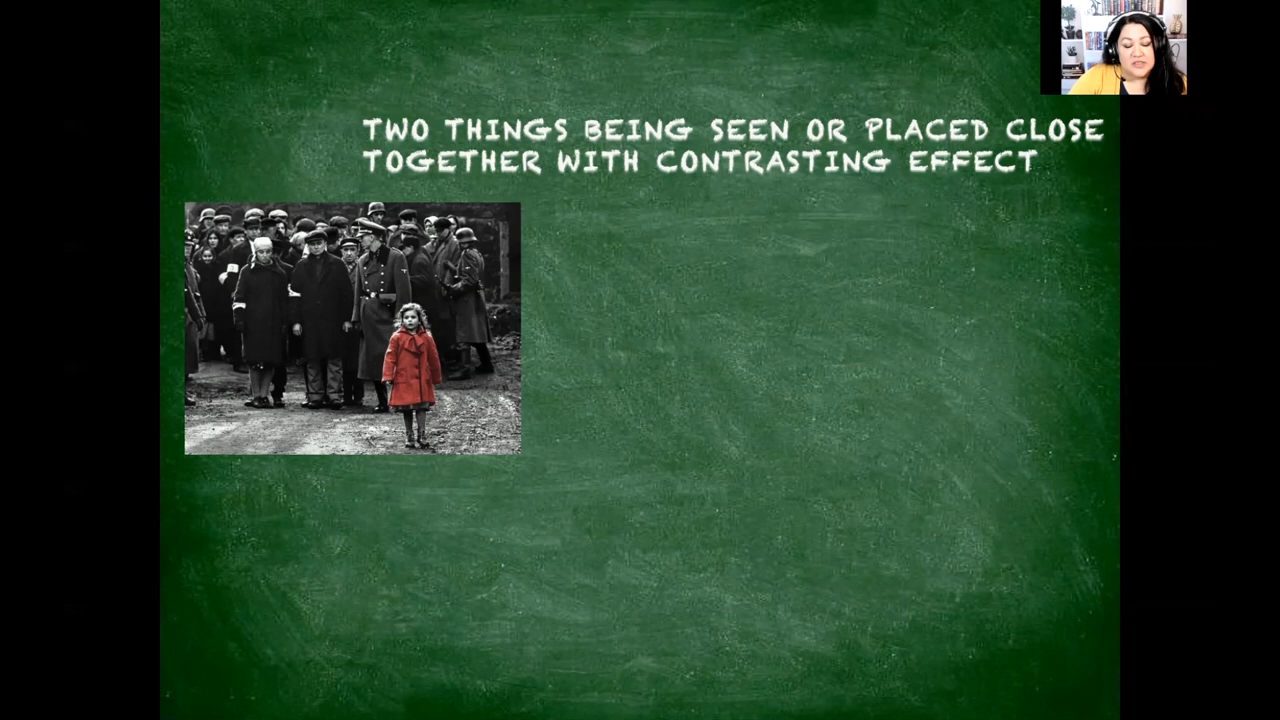 TWO THINGS BEING SEEN OR PLACED CLOSE
TOGETHER WITH CONTRASTING EFFECT